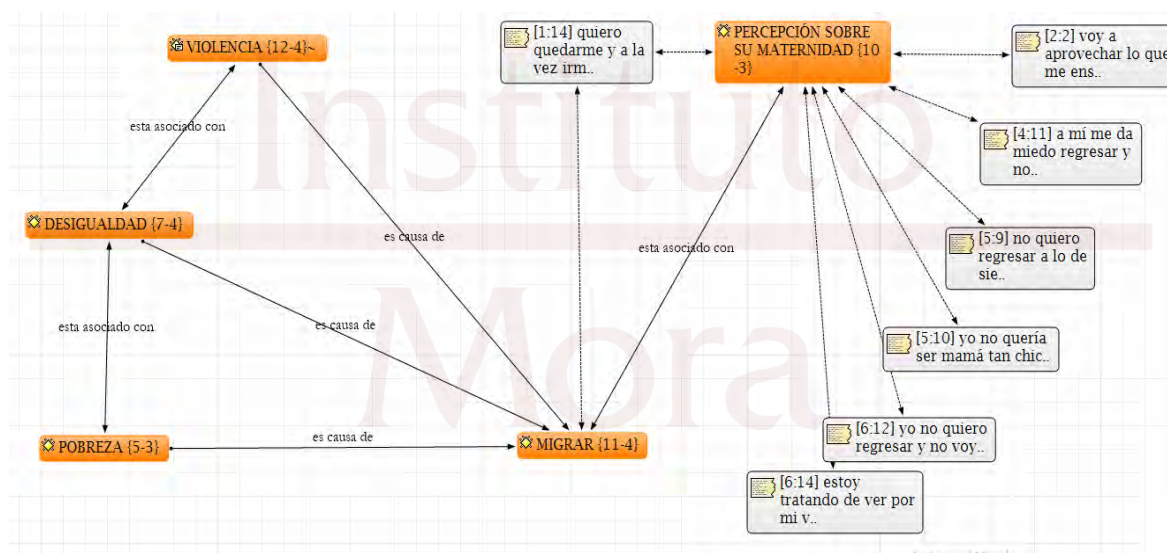 VIOLENCIA {12-4}~
[1:14] quiero
quedarme y a la
vez irm..
PERCEPCIÓN SOBRE
SU MATERNIDAD {10
-3}
[2:2] voy a
aprovechar lo que
me ens..
esta asociado con
[4:11] a mí me da
miedo regresar y
no..
Instituto
DESIGUALDAD {7-4}
es causa de
esta asociado con
[5:9] no quiero
regresar a lo de
sie..
esta asociado con
es causa de
Mora
[5:10] yo no quería
ser mamá tan chic..
POBREZA {5-3}
es causa de
MIGRAR {11-4}
[6:12] yo no quiero
regresar y no voy..
[6:14] estoy
tratando de ver por
mi v..